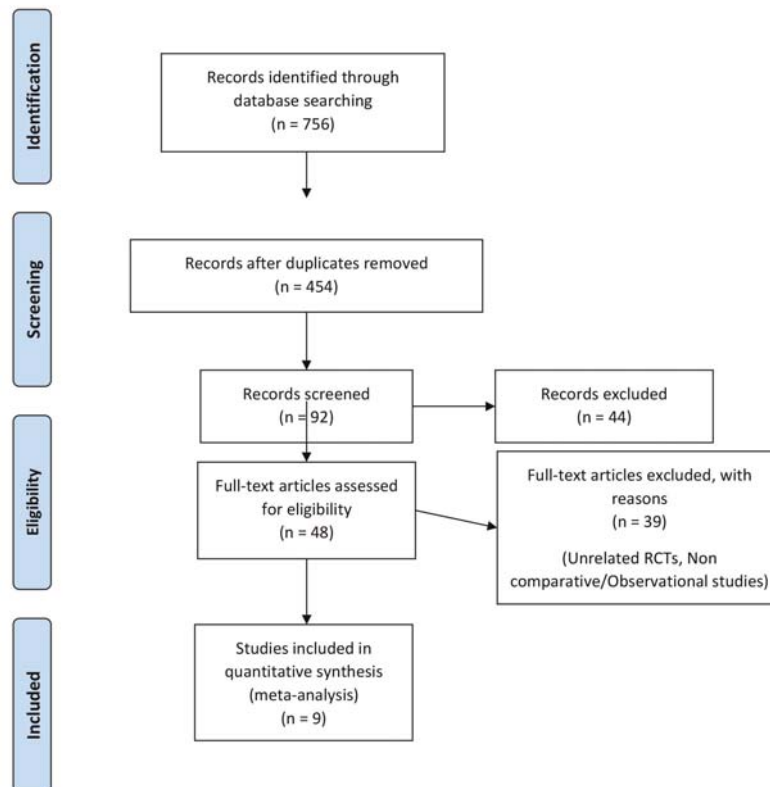 Identification
Records identified through
database searching
(n = 756)
Screening
Records after duplicates removed
(n = 454)
Records screened
(n = 92)
Records excluded
(n = 44)
Eligibility
Full-text articles assessed
for eligibility
(n = 48)
Full-text articles excluded, with
reasons
(n = 39)
(Unrelated RCTs, Non
comparative/Observational studies)
Included
Studies included in
quantitative synthesis
(meta-analysis)
(n = 9)